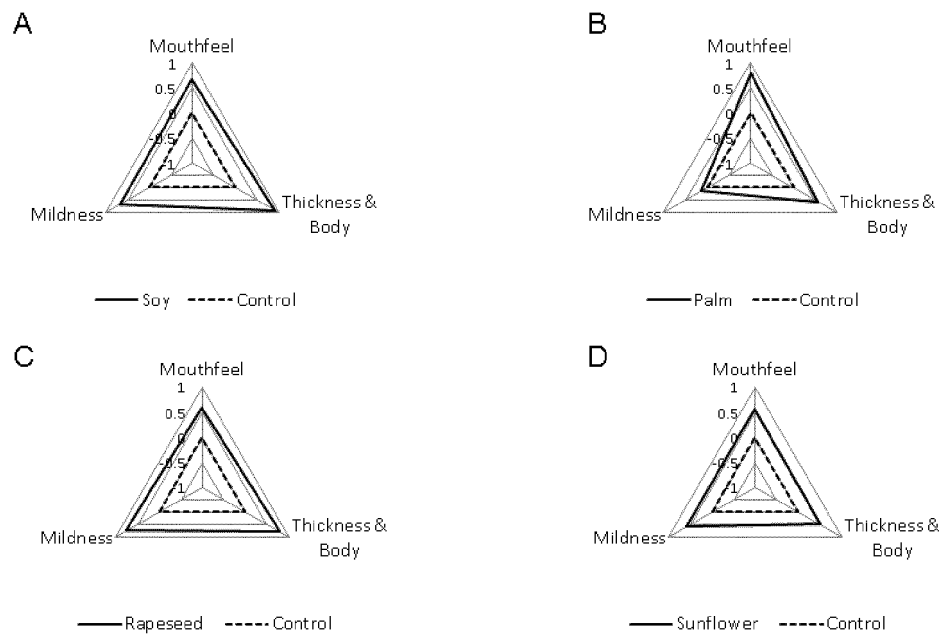 A
Mouthfeel
1
0.5
0
-0.5
-1
Mildness
Thickness &
Body
Soy
Control
B
Mouthfeel
1
0.5
0
-0.5
-1
Mildness
Thickness &
Body
Palm
Control
C
Mouthfeel
1
0.5
0
-0.5
-1
Mildness
Thickness &
Body
Rapeseed
Control
D
Mouthfeel
1
0.5
0
-0.5
-1
Mildness
Thickness &
Body
Sunflower
Control